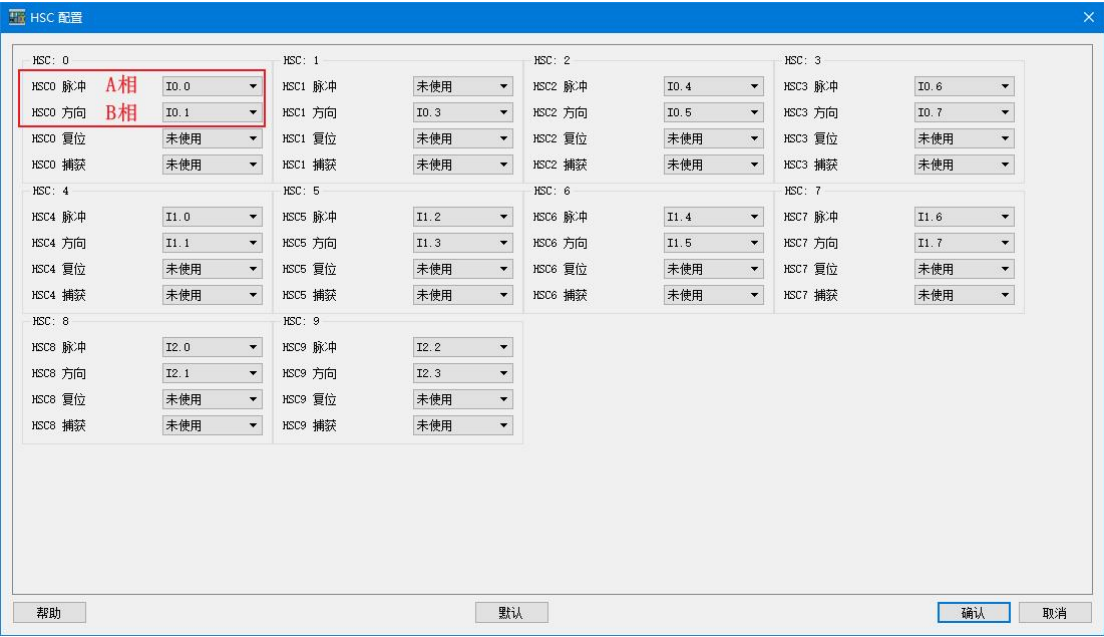 HSC 配置
HSC: 0
HSC0 脉冲 A相 I0.0
HSC0 方向 B相 I0.1
HSC0 复位 未使用
HSC0 捕获 未使用
HSC: 1
HSC1 脉冲 未使用
HSC1 方向 I0.3
HSC1 复位 未使用
HSC1 捕获 未使用
HSC: 2
HSC2 脉冲 I0.4
HSC2 方向 I0.5
HSC2 复位 未使用
HSC2 捕获 未使用
HSC: 3
HSC3 脉冲 I0.6
HSC3 方向 I0.7
HSC3 复位 未使用
HSC3 捕获 未使用
HSC: 4
HSC4 脉冲 I1.0
HSC4 方向 I1.1
HSC4 复位 未使用
HSC4 捕获 未使用
HSC: 5
HSC5 脉冲 I1.2
HSC5 方向 I1.3
HSC5 复位 未使用
HSC5 捕获 未使用
HSC: 6
HSC6 脉冲 I1.4
HSC6 方向 I1.5
HSC6 复位 未使用
HSC6 捕获 未使用
HSC: 7
HSC7 脉冲 I1.6
HSC7 方向 I1.7
HSC7 复位 未使用
HSC7 捕获 未使用
HSC: 8
HSC8 脉冲 I2.0
HSC8 方向 I2.1
HSC8 复位 未使用
HSC8 捕获 未使用
HSC: 9
HSC9 脉冲 I2.2
HSC9 方向 I2.3
HSC9 复位 未使用
HSC9 捕获 未使用
帮助
默认
确认
取消